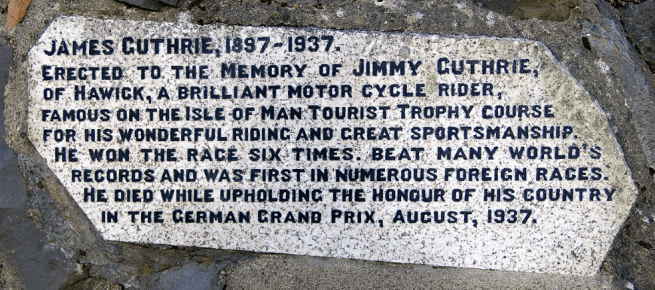 JAMES GUTHRIE, 1897-1937.
ERECTED TO THE MEMORY OF JIMMY GUTHRIE,
OF HAWICK, A BRILLIANT MOTOR CYCLE RIDER,
FAMOUS ON THE ISLE OF MAN TOURIST TROPHY COURSE
FOR HIS WONDERFUL RIDING AND GREAT SPORTSMANSHIP.
HE WON THE RACE SIX TIMES. BEAT MANY WORLD'S
RECORDS AND WAS FIRST IN NUMEROUS FOREIGN RACES.
HE DIED WHILE UPHOLDING THE HONOUR OF HIS COUNTRY
IN THE GERMAN GRAND PRIX, AUGUST, 1937.